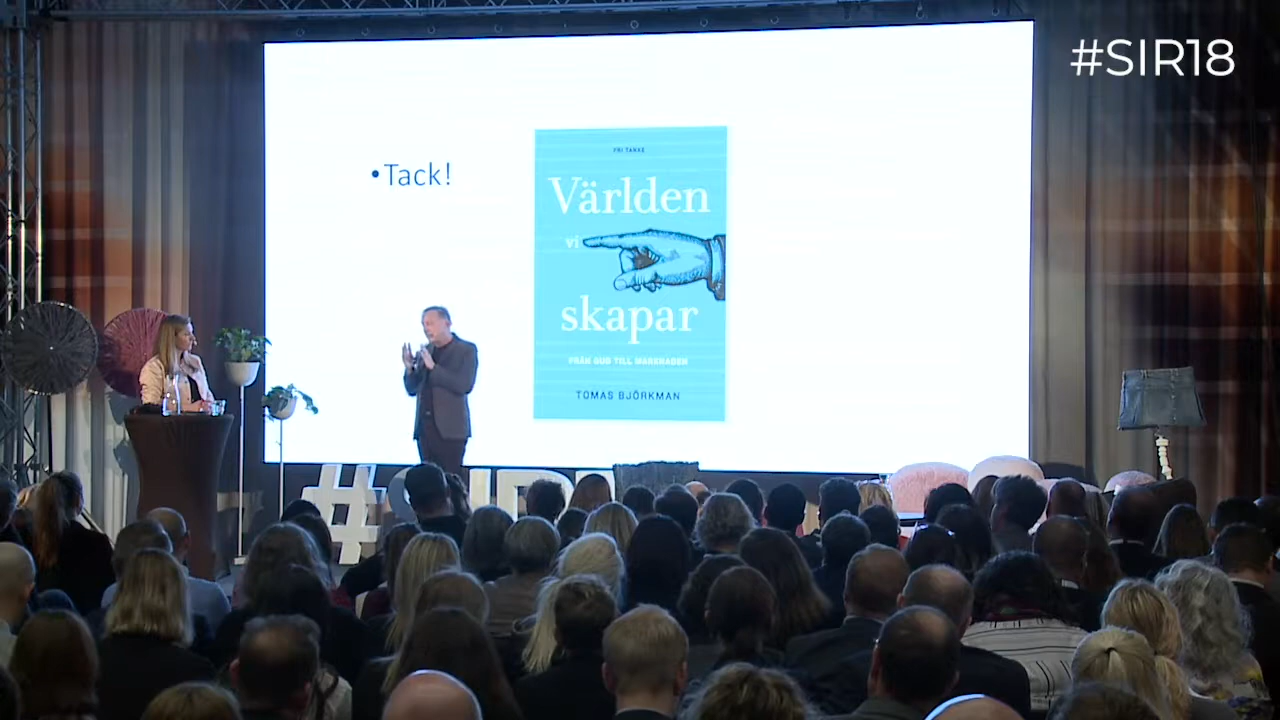 #SIR18
•Tack!
FRI TANKE
Världen
vi
skapar
FRÅN GUD TILL MARKNADEN
TOMAS BJÖRKMAN